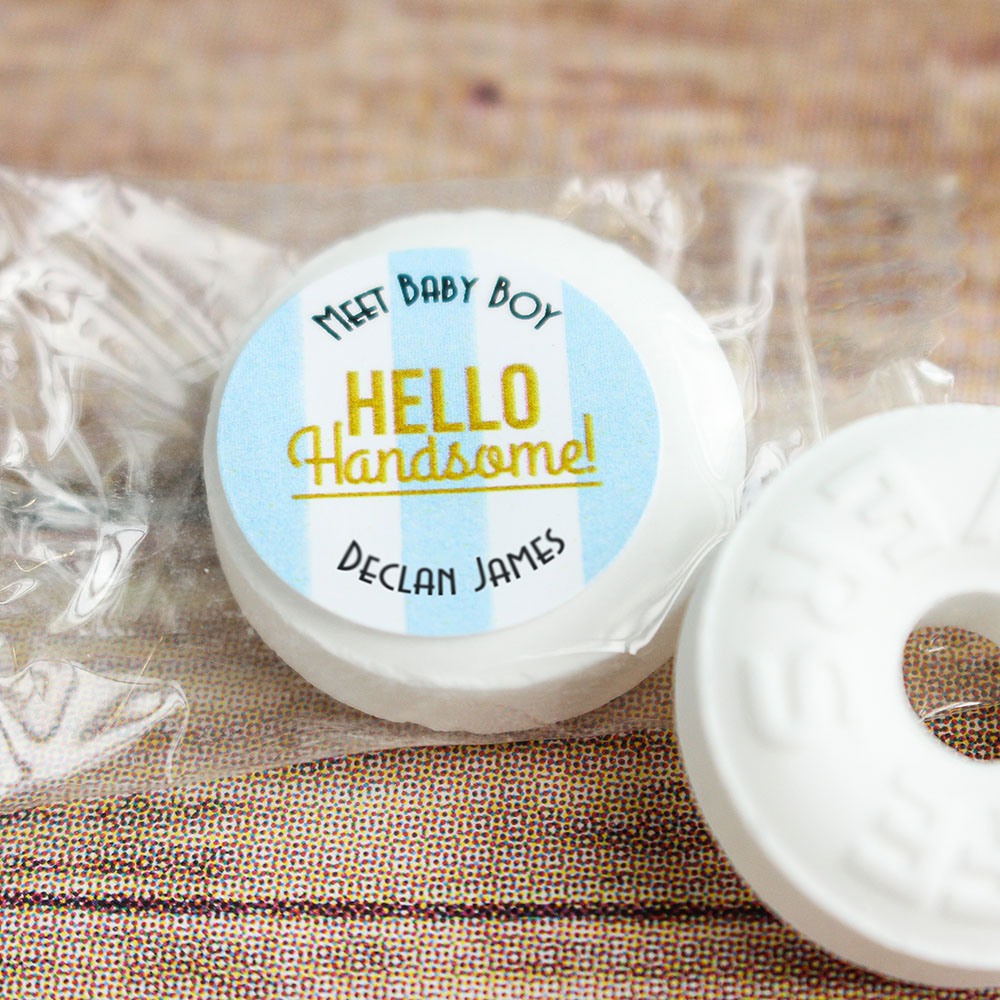 Meet Baby Boy
HELLO
Handsome!
Declan James